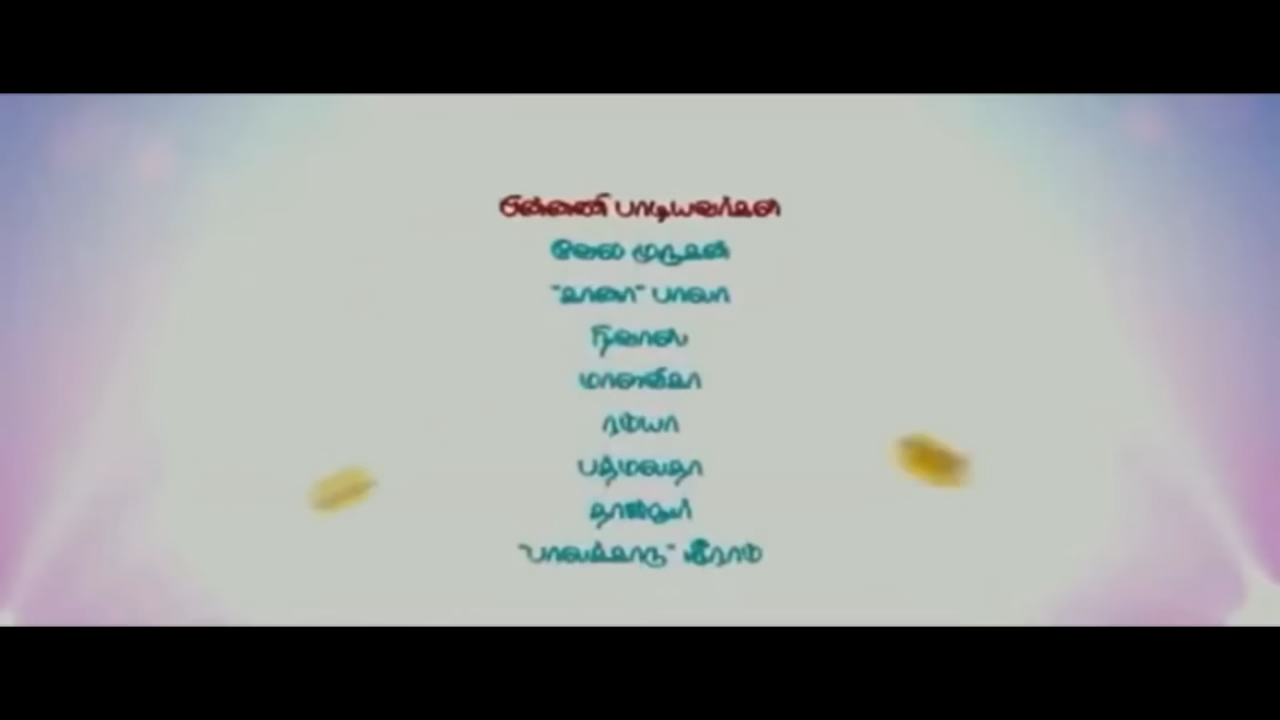 பின்னணி பாடியவர்கள்
வேல் முருகன்
"கானா" பாலா
நிவாஸ்
மாளவிகா
ரம்யா
பத்மலதா
"பாலக்காடு" ஸ்ரீராம்